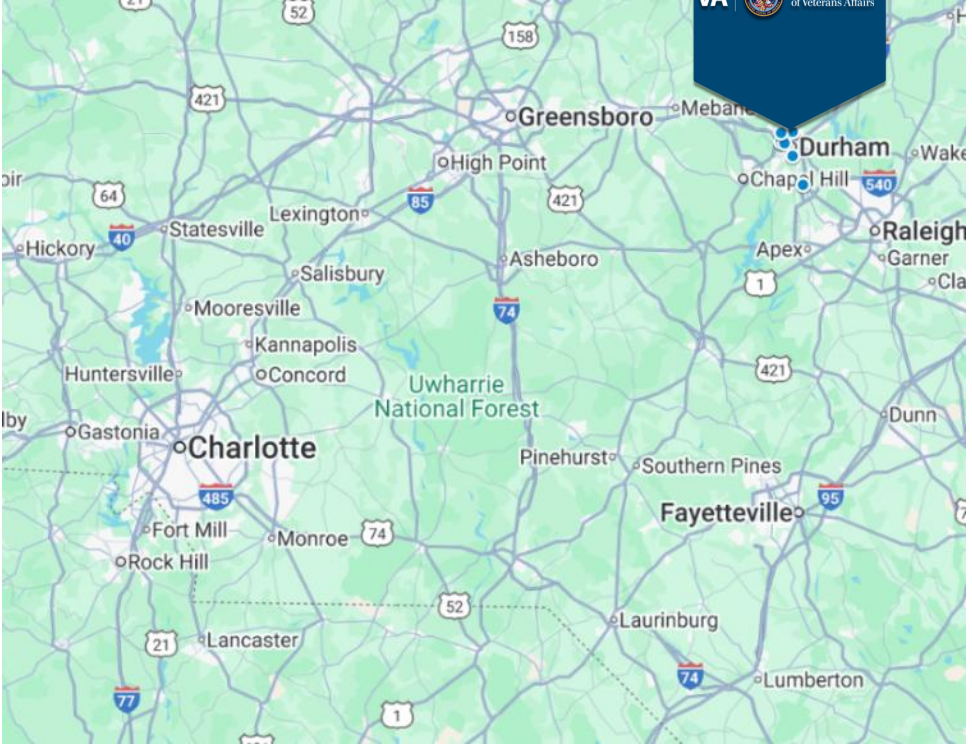 21
52
VA
of Veterans Affairs
158
421
Greensboro
Mebane
Durham
High Point
Wake
Chapel Hill
64
85
421
540
Lexington
Statesville
Raleigh
Hickory
40
Apex
Garner
Asheboro
Salisbury
1
Cla
Mooresville
74
Kannapolis
Huntersville
Concord
421
Uwharrie
National Forest
Dunn
lby
Gastonia
Charlotte
Pinehurst
Southern Pines
485
95
Fayetteville
Fort Mill
Monroe
74
Rock Hill
52
Laurinburg
21
Lancaster
74
Lumberton
77
1